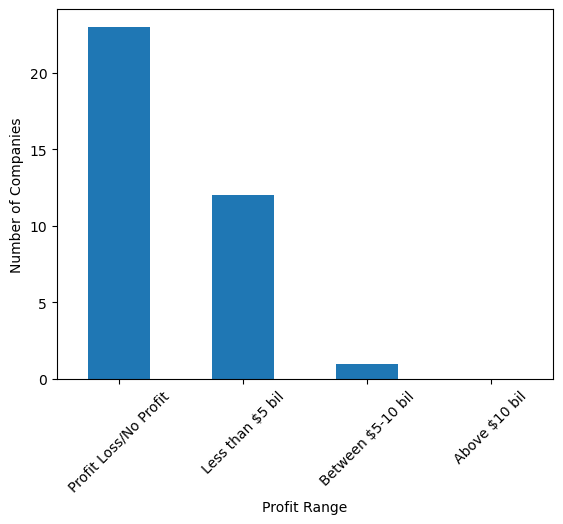 Number of Companies
20
15
10
5
0
Profit Loss/No Profit
Less than $5 bil
Between $5-10 bil
Above $10 bil
Profit Range